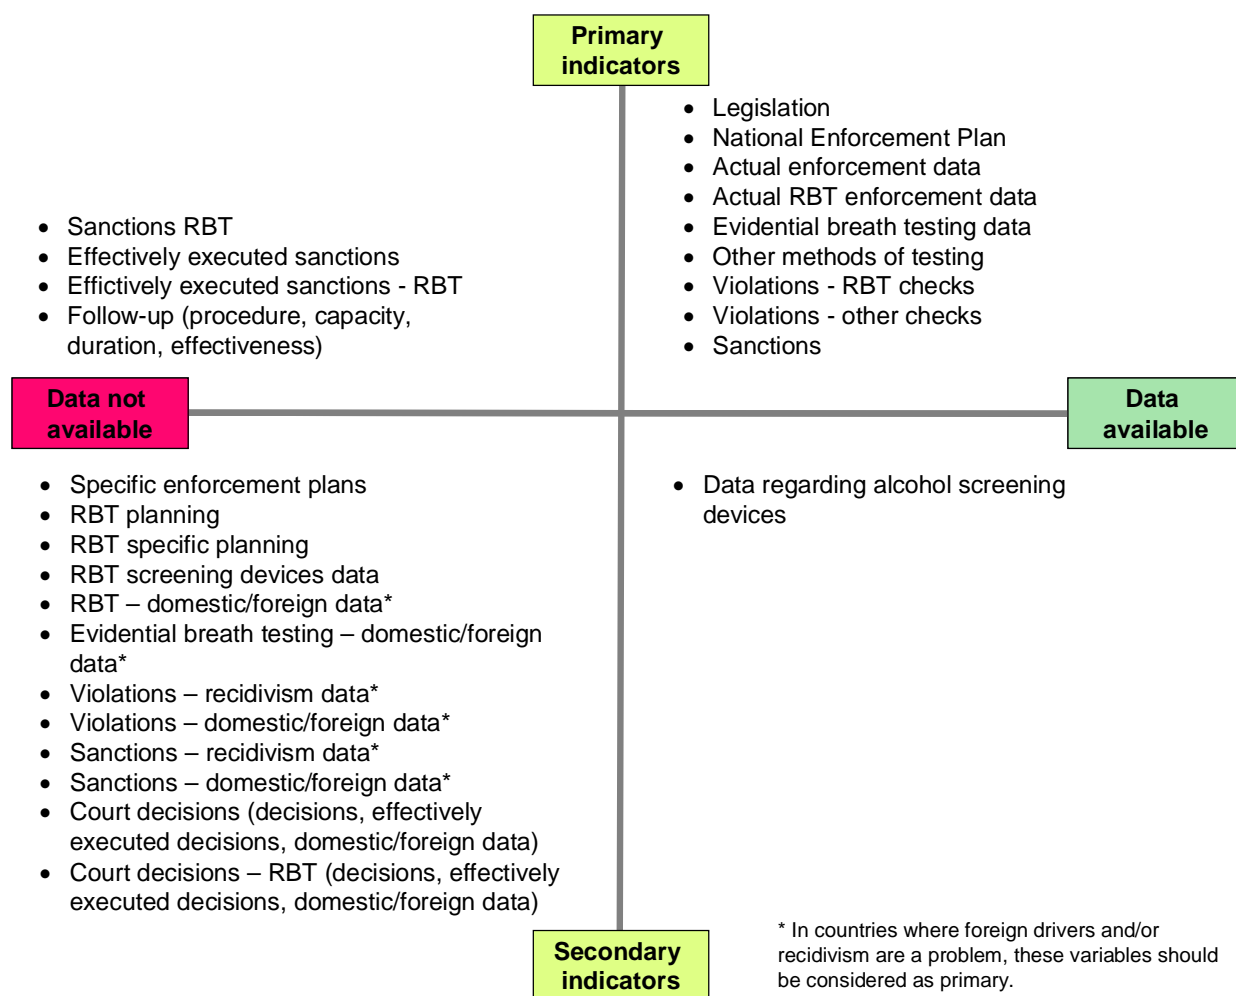 Primary
indicators
• Legislation
• National Enforcement Plan
• Actual enforcement data
• Actual RBT enforcement data
• Evidential breath testing data
• Other methods of testing
• Violations - RBT checks
• Violations - other checks
• Sanctions
• Sanctions RBT
• Effectively executed sanctions
• Effictively executed sanctions - RBT
• Follow-up (procedure, capacity,
duration, effectiveness)
Data not
available
Data
available
• Specific enforcement plans
• RBT planning
• RBT specific planning
• RBT screening devices data
• RBT – domestic/foreign data*
• Evidential breath testing – domestic/foreign
data*
• Violations – recidivism data*
• Violations – domestic/foreign data*
• Sanctions – recidivism data*
• Sanctions – domestic/foreign data*
• Court decisions (decisions, effectively
executed decisions, domestic/foreign data)
• Court decisions – RBT (decisions, effectively
executed decisions, domestic/foreign data)
• Data regarding alcohol screening
devices
Secondary
indicators
* In countries where foreign drivers and/or
recidivism are a problem, these variables should
be considered as primary.